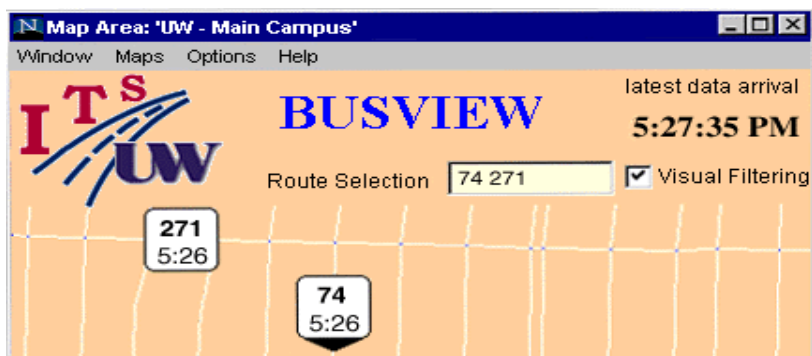 Map Area: 'UW - Main Campus'
Window Maps Options Help
ITS UW
BUSVIEW
latest data arrival
5:27:35 PM
Route Selection 74 271 Visual Filtering
271
5:26
74
5:26